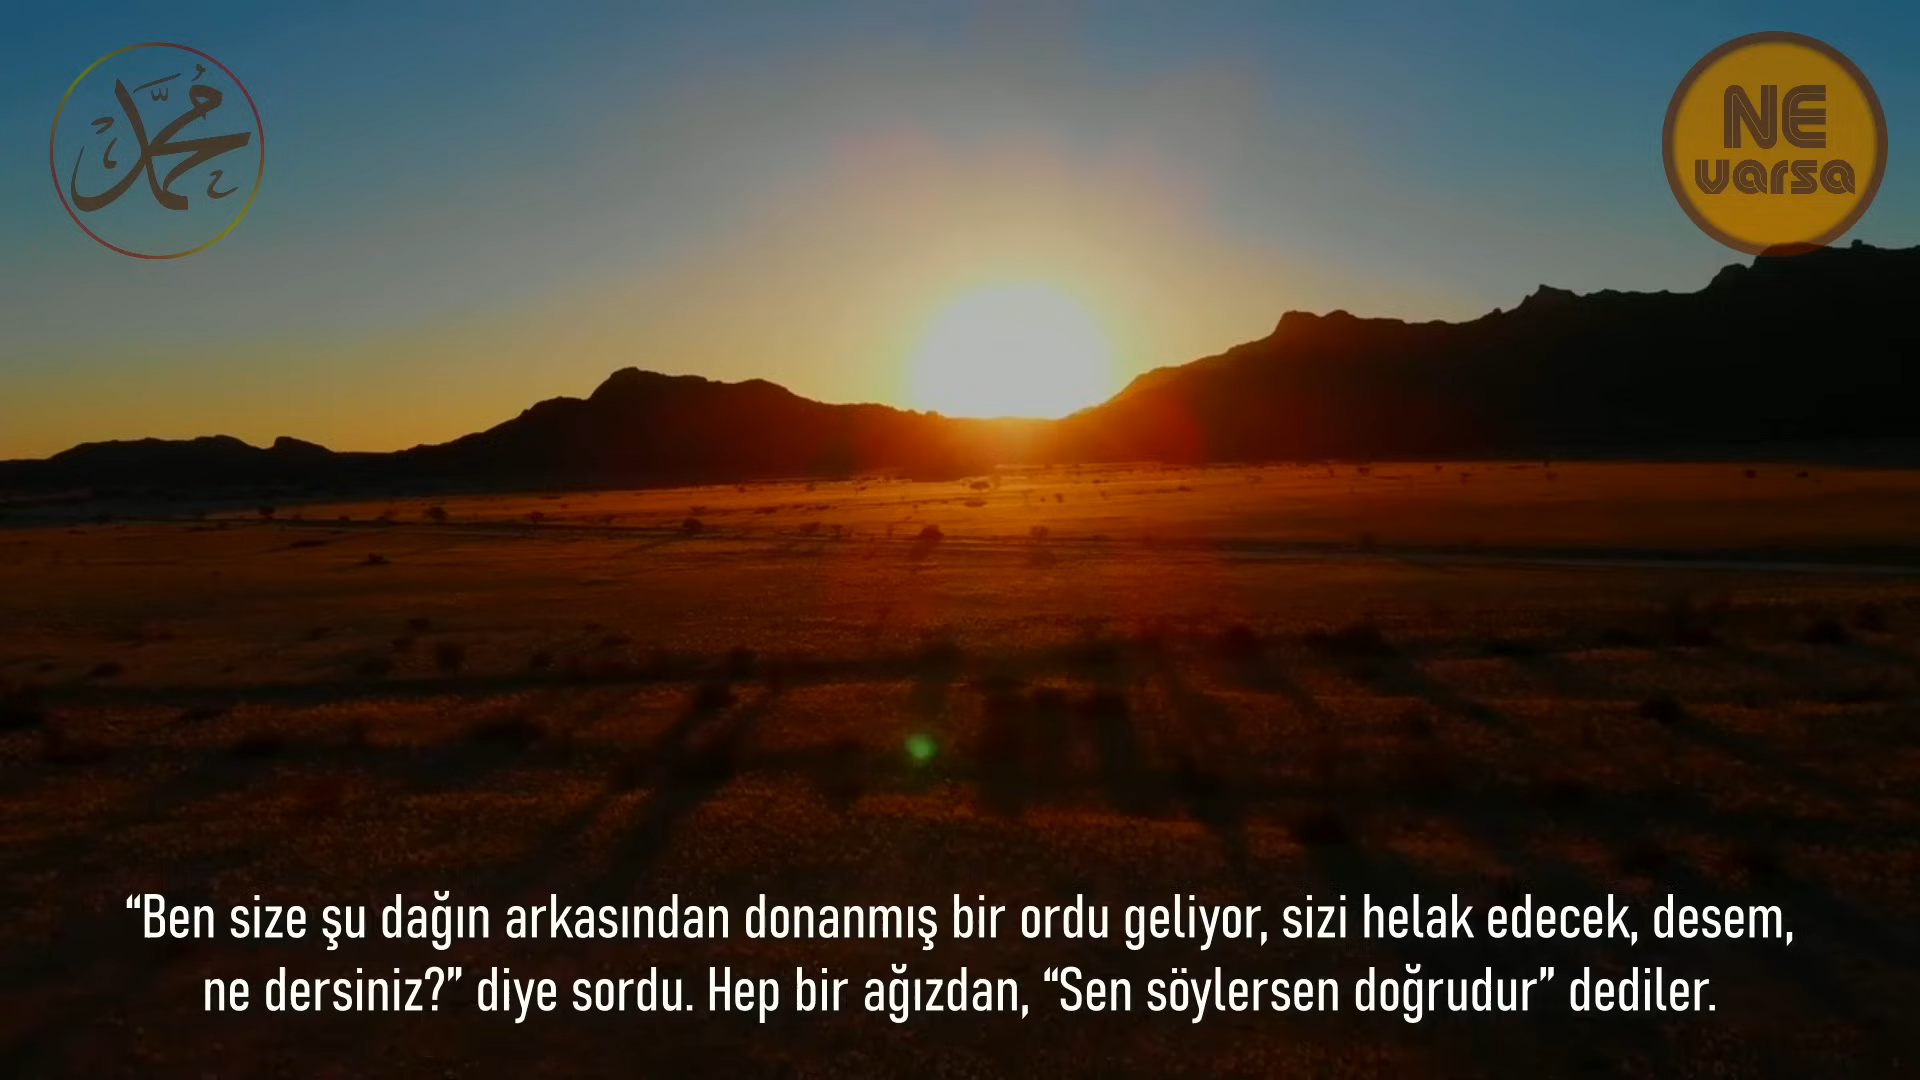 مُحَمَّد
NE
varsa
“Ben size şu dağın arkasından donanmış bir ordu geliyor, sizi helak edecek, desem,
ne dersiniz?” diye sordu. Hep bir ağızdan, “Sen söylersen doğrudur” dediler.